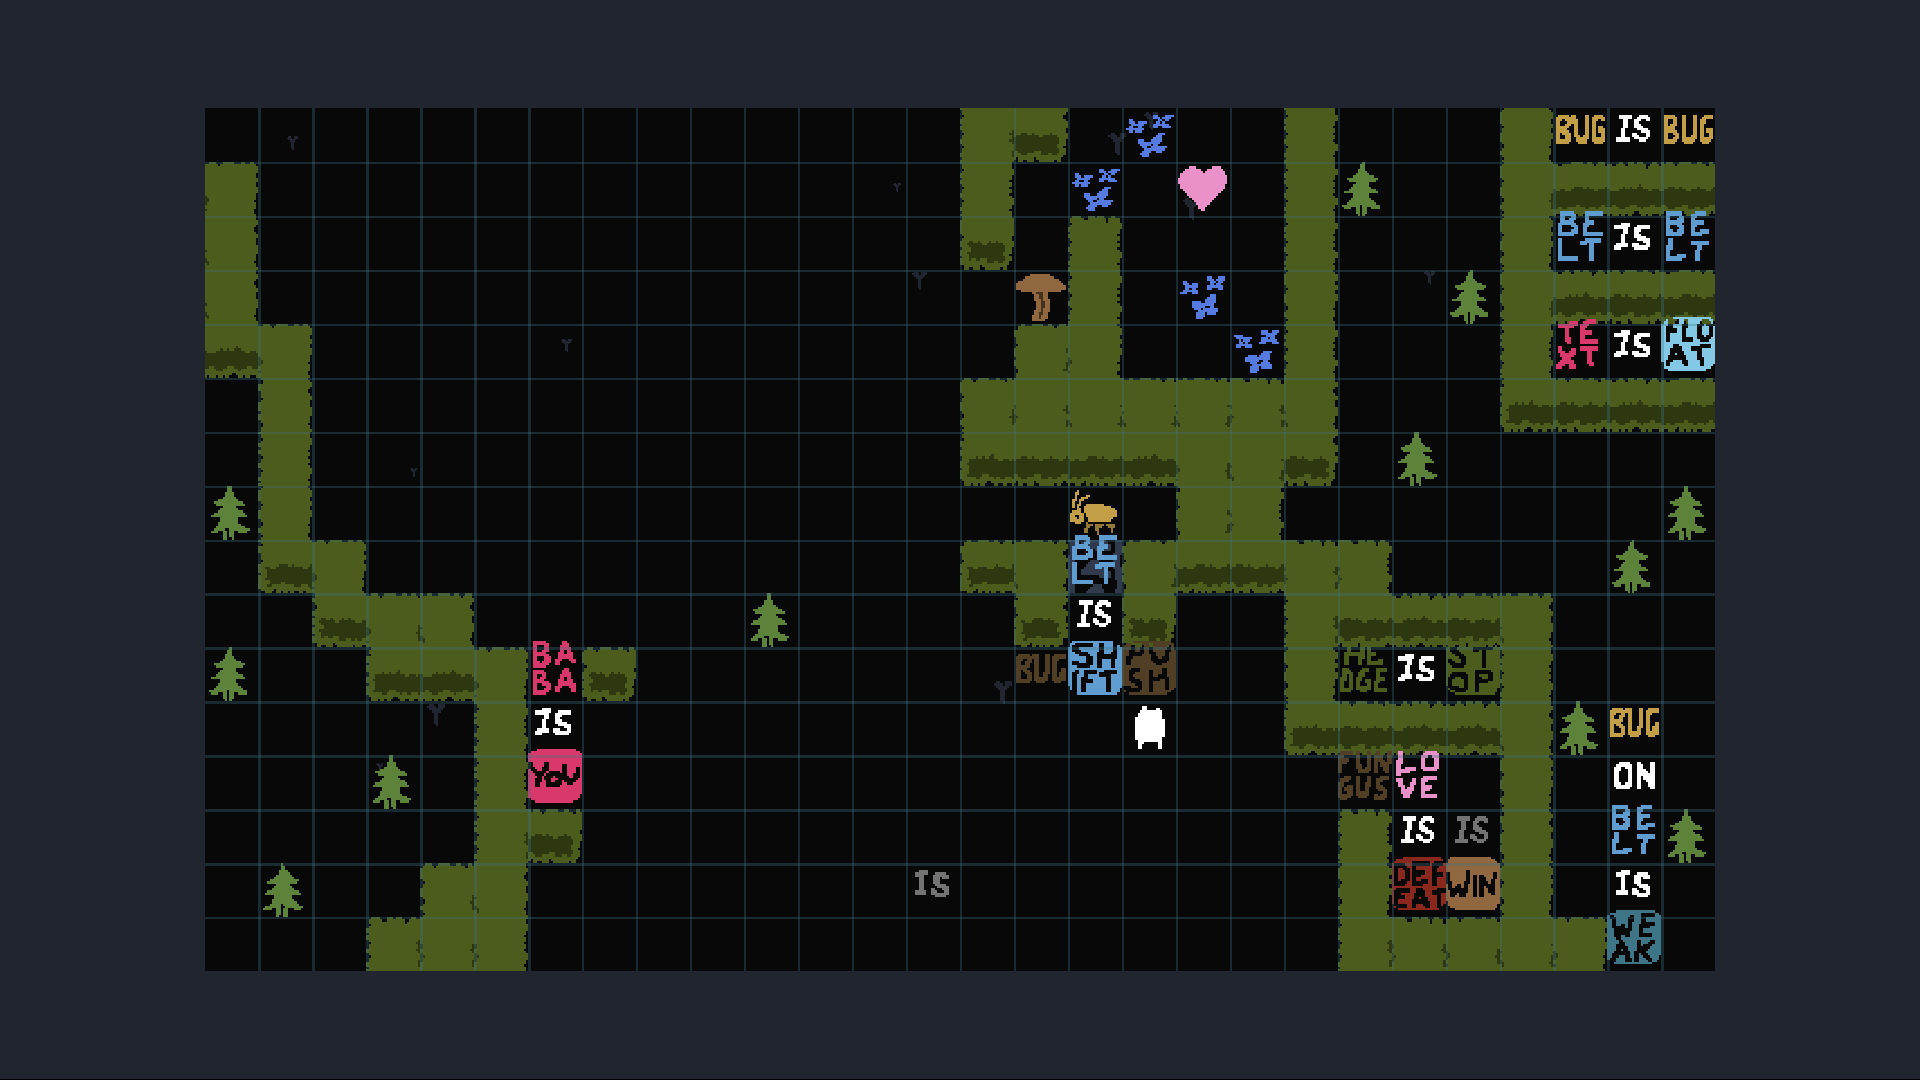 BUG IS BUG
BELT IS BELT
TEXT IS FLOAT
BELT
IS
BUG SHIFT PUSH
BABA
IS
YOU
HEDGE IS STOP
FUNGUS LOVE
IS IS
DEFEAT WIN
IS
BUG
ON
BELT
IS
WEAK